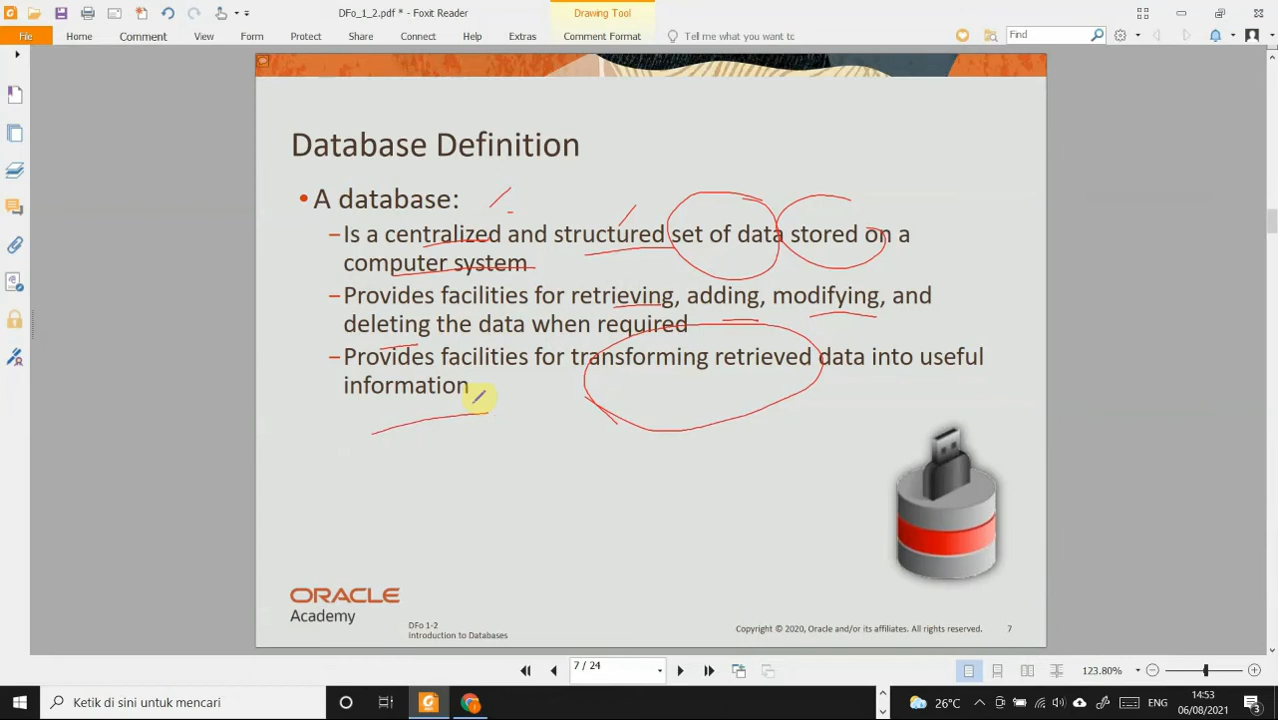 DFo_1_2.pdf * - Foxit Reader
Drawing Tool
File Home Comment View Form Protect Share Connect Help Extras Comment Format Tell me what you want tc Find
Database Definition
• A database:
–Is a centralized and structured set of data stored on a
computer system
–Provides facilities for retrieving, adding, modifying, and
deleting the data when required
–Provides facilities for transforming retrieved data into useful
information
ORACLE
Academy
DFo 1-2
Introduction to Databases
Copyright © 2020, Oracle and/or its affiliates. All rights reserved. 7
7 / 24
123.80%
Ketik di sini untuk mencari
26°C
ENG
14:53
06/08/2021
3